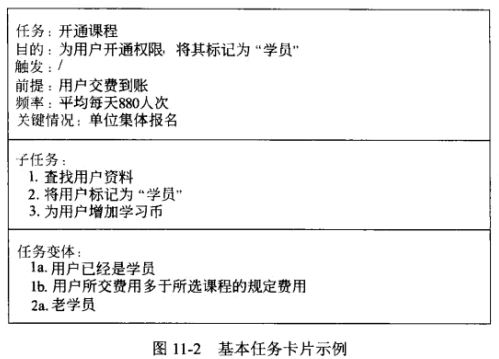 任务：开通课程
目的：为用户开通权限，将其标记为“学员”
触发：/
前提：用户交费到账
频率：平均每天880人次
关键情况：单位集体报名
子任务：
1. 查找用户资料
2. 将用户标记为“学员”
3. 为用户增加学习币
任务变体：
1a. 用户已经是学员
1b. 用户所交费用多于所选课程的规定费用
2a. 老学员
图 11-2 基本任务卡片示例